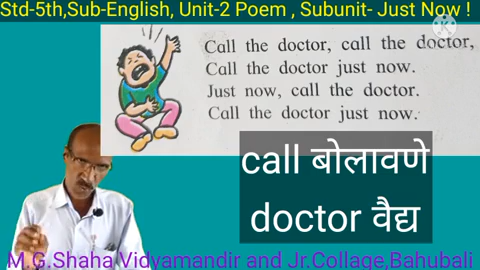 Std-5th,Sub-English, Unit-2 Poem , Subunit- Just Now !
Call the doctor, call the doctor,
Call the doctor just now.
Just now, call the doctor.
Call the doctor just now.
call बोलावणे
doctor वैद्य
M.G.Shaha Vidyamandir and Jr.Collage,Bahubali